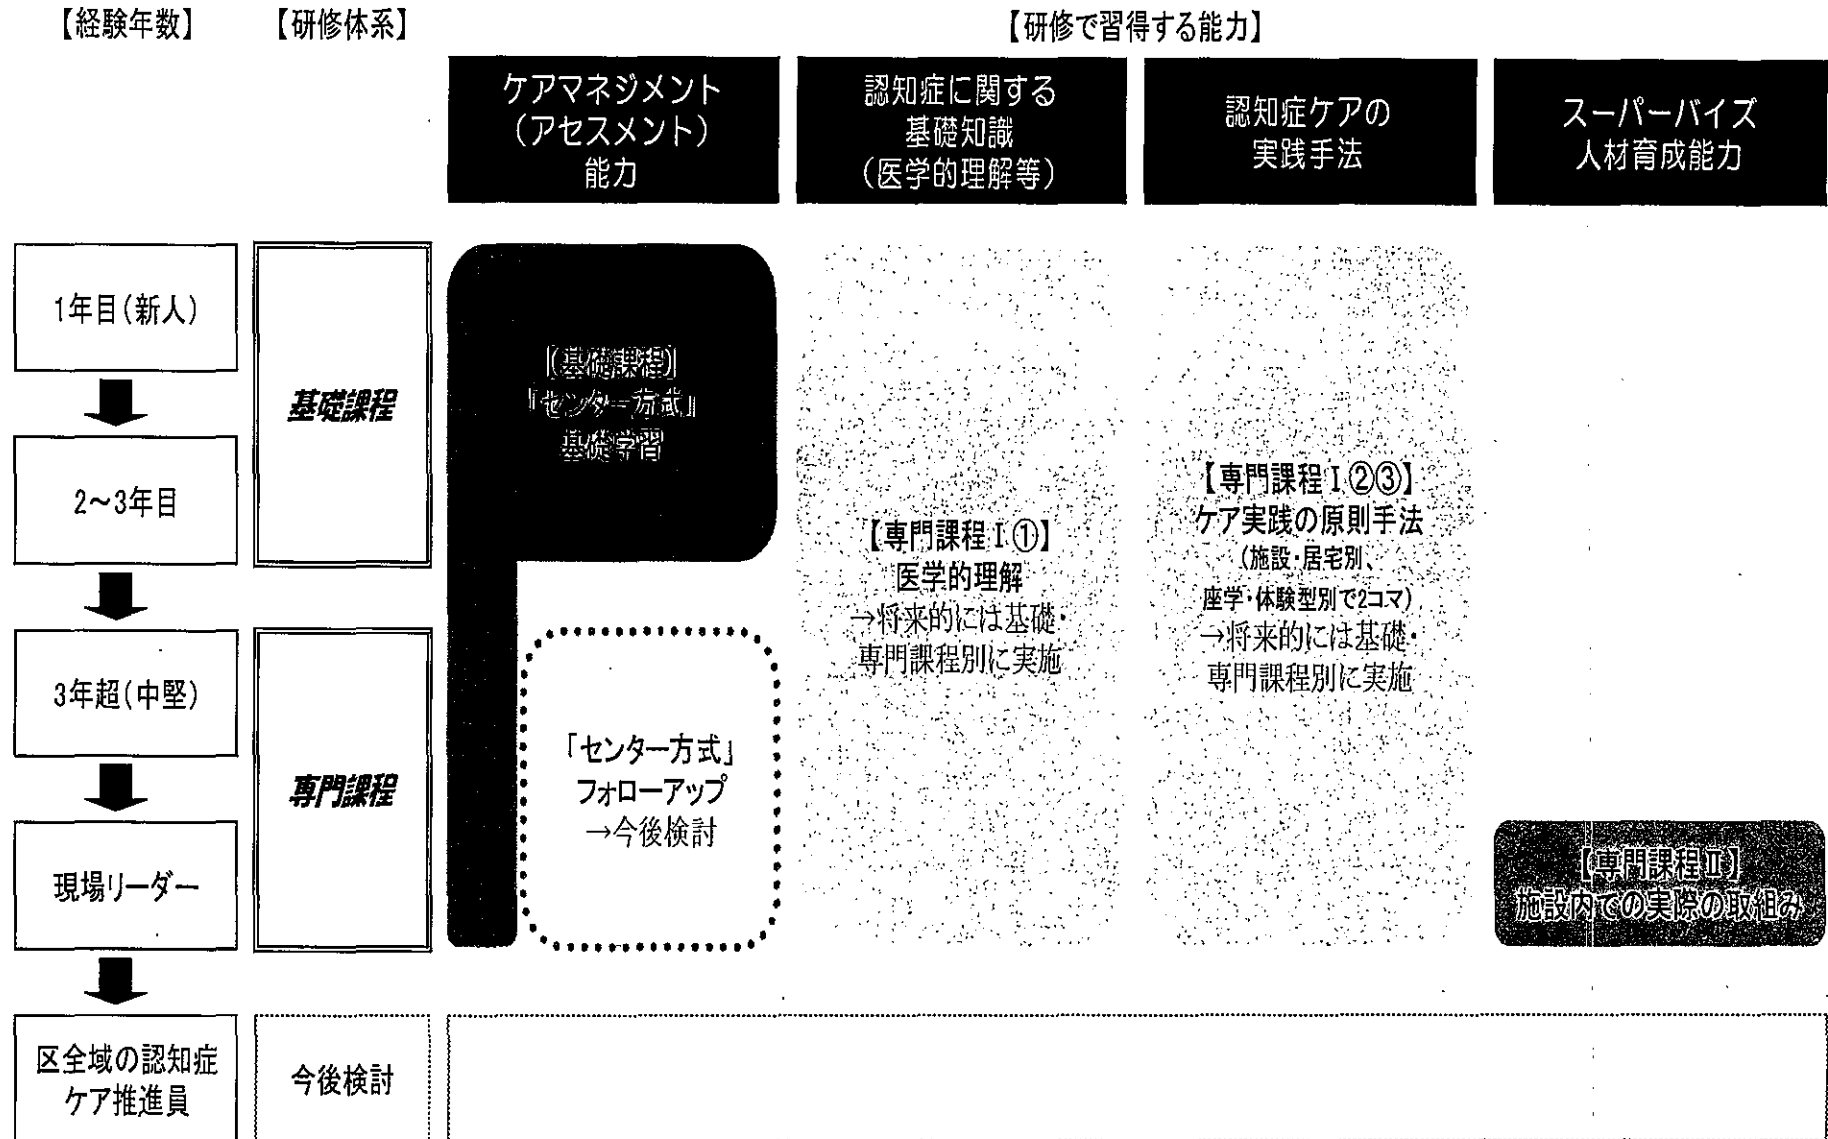 【経験年数】
【研修体系】
【研修で習得する能力】
ケアマネジメント
（アセスメント）
能力
認知症に関する
基礎知識
（医学的理解等）
認知症ケアの
実践手法
スーパーバイズ
人材育成能力
1年目(新人)
2～3年目
3年超(中堅)
現場リーダー
区全域の認知症
ケア推進員
基礎課程
専門課程
今後検討
【基礎課程】
「センター方式」
基礎学習
「センター方式」
フォローアップ
→今後検討
【専門課程Ⅰ①】
医学的理解
→将来的には基礎・
専門課程別に実施
【専門課程Ⅰ②③】
ケア実践の原則手法
(施設・居宅別、
座学・体験型別で2コマ)
→将来的には基礎・
専門課程別に実施
【専門課程Ⅱ】
施設内での実際の取組み